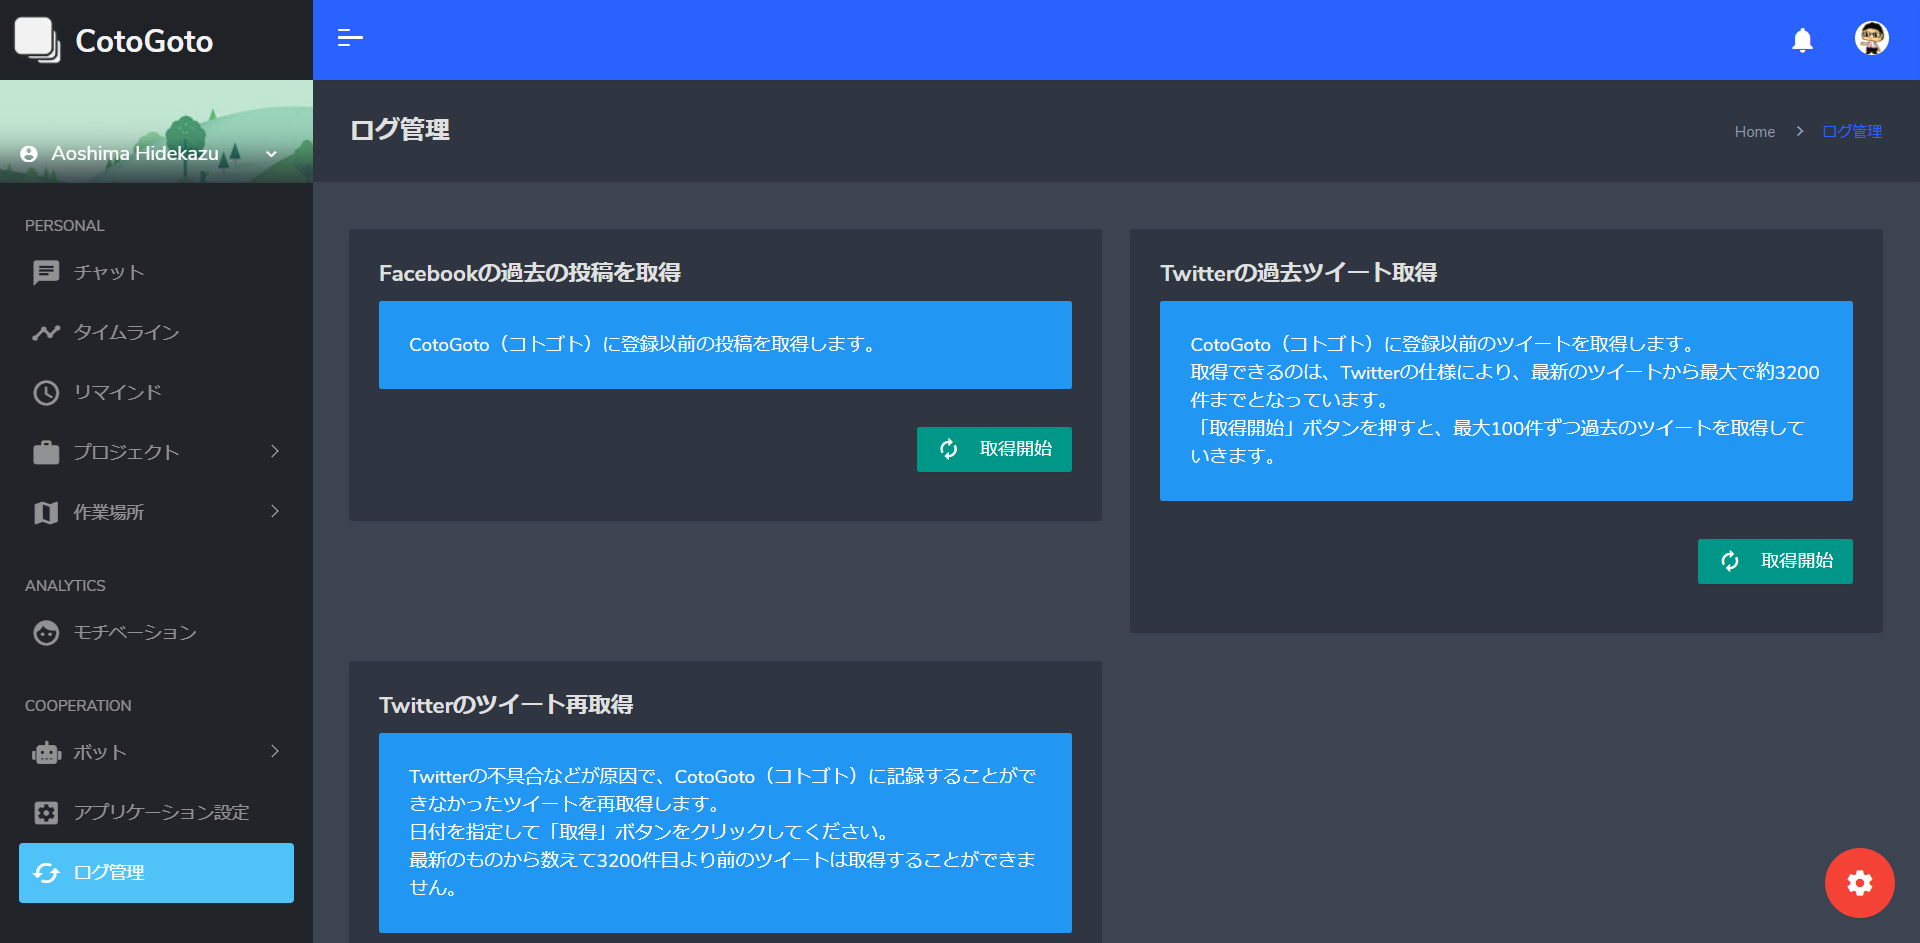 CotoGoto
Aoshima Hidekazu
PERSONAL
チャット
タイムライン
リマインド
プロジェクト
作業場所
ANALYTICS
モチベーション
COOPERATION
ボット
アプリケーション設定
ログ管理
ログ管理
Home
ログ管理
Facebookの過去の投稿を取得
CotoGoto（コトゴト）に登録以前の投稿を取得します。
取得開始
Twitterの過去ツイート取得
CotoGoto（コトゴト）に登録以前のツイートを取得します。
取得できるのは、Twitterの仕様により、最新のツイートから最大で約3200
件までとなっています。
「取得開始」ボタンを押すと、最大100件ずつ過去のツイートを取得して
いきます。
取得開始
Twitterのツイート再取得
Twitterの不具合などが原因で、CotoGoto（コトゴト）に記録することがで
きなかったツイートを再取得します。
日付を指定して「取得」ボタンをクリックしてください。
最新のものから数えて3200件目より前のツイートは取得することができま
せん。